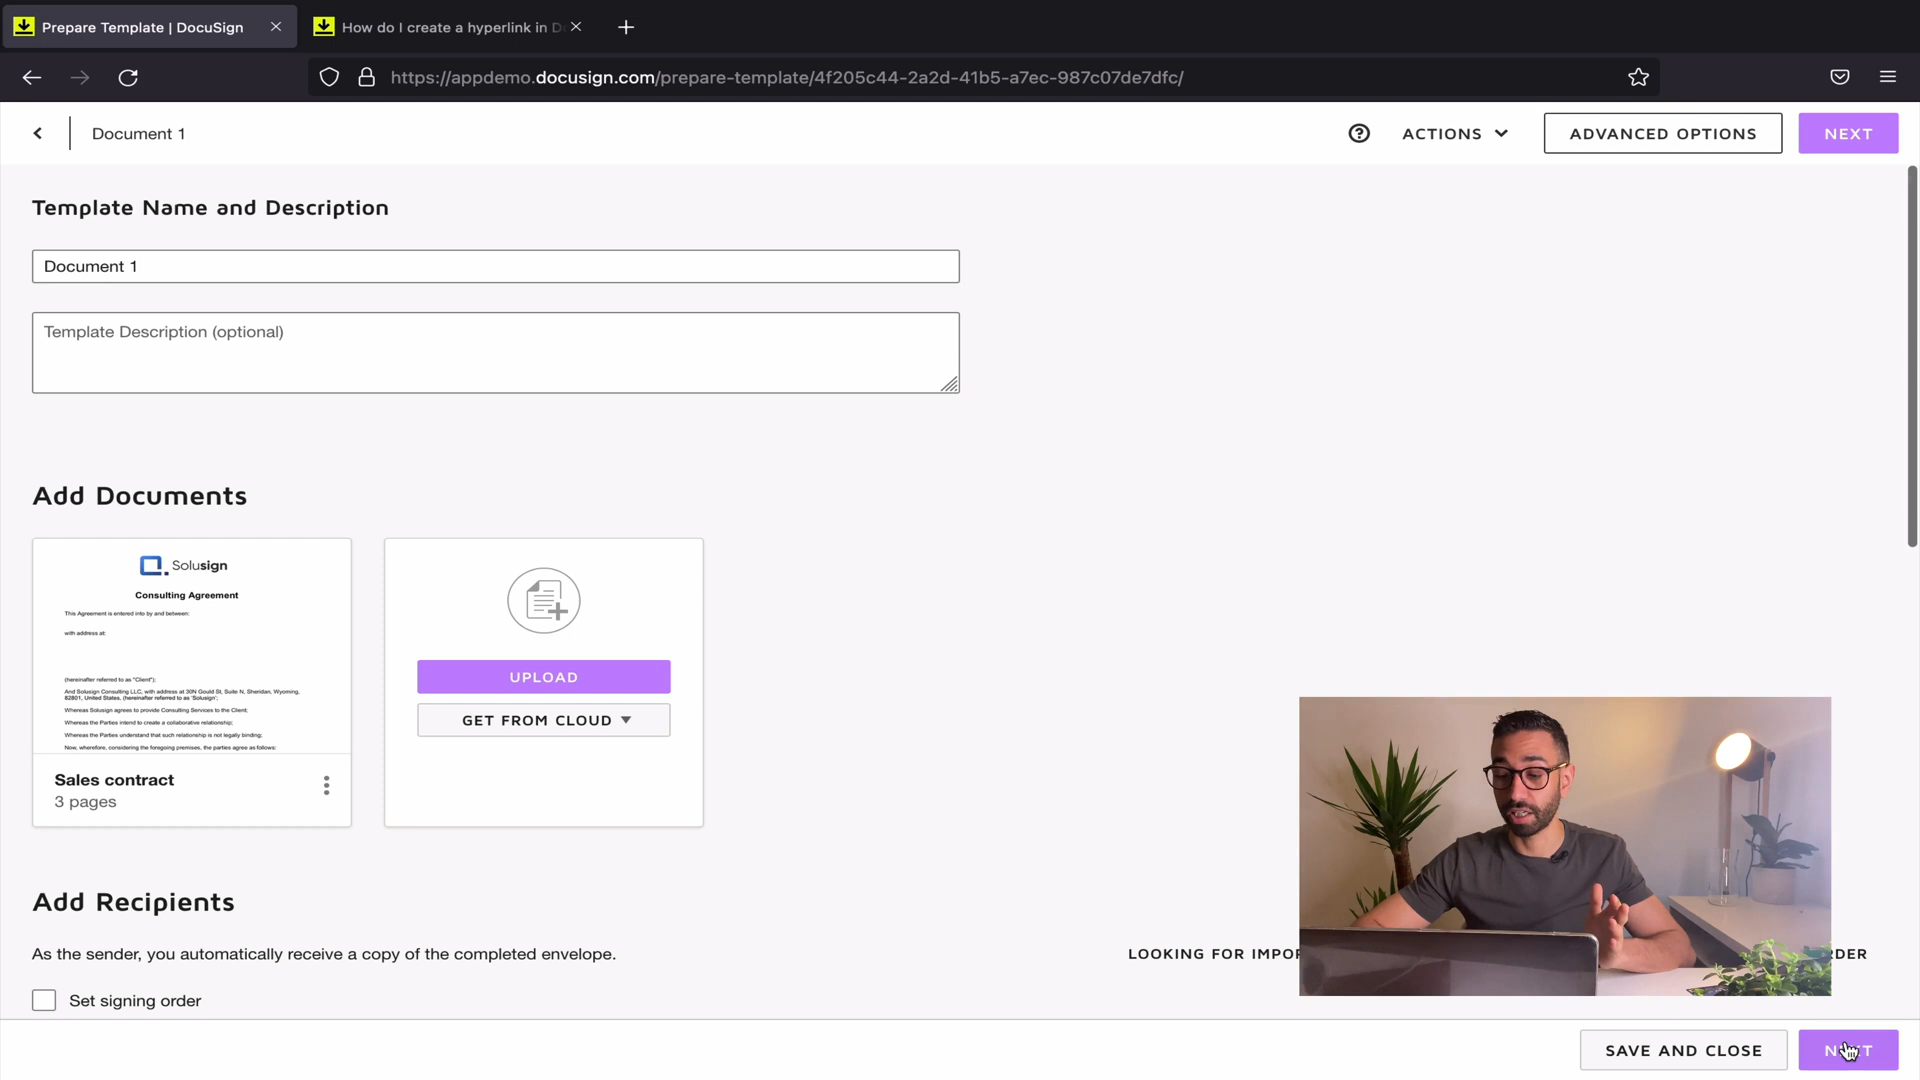 Prepare Template | DocuSign
How do I create a hyperlink in D
https://appdemo.docusign.com/prepare-template/4f205c44-2a2d-41b5-a7ec-987c07de7dfc/
Document 1
ACTIONS
ADVANCED OPTIONS
NEXT
Template Name and Description
Document 1
Template Description (optional)
Add Documents
Solusign
Consulting Agreement
This Agreement is entered into by and between:
with address at:
(hereinafter referred to as "Client");
And Solusign Consulting LLC, with address at 30N Gould St, Suite N, Sheridan, Wyoming,
82801, United States, (hereinafter referred to as 'Solusign';
Whereas Solusign agrees to provide Consulting Services to the Client;
Whereas the Parties intend to create a collaborative relationship;
Whereas the Parties understand that such relationship is not legally binding;
Now, wherefore, considering the foregoing premises, the parties agree as follows:
Sales contract
3 pages
UPLOAD
GET FROM CLOUD
Add Recipients
As the sender, you automatically receive a copy of the completed envelope.
LOOKING FOR IMPO
DER
Set signing order
SAVE AND CLOSE
NEXT